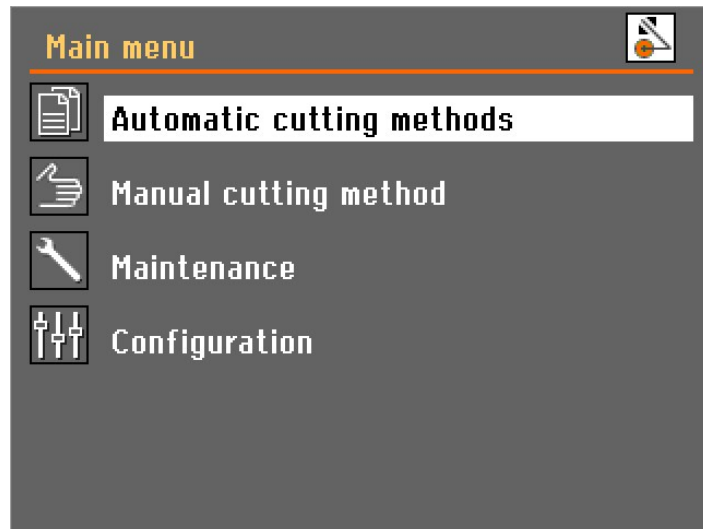 Main menu
Automatic cutting methods
Manual cutting method
Maintenance
Configuration